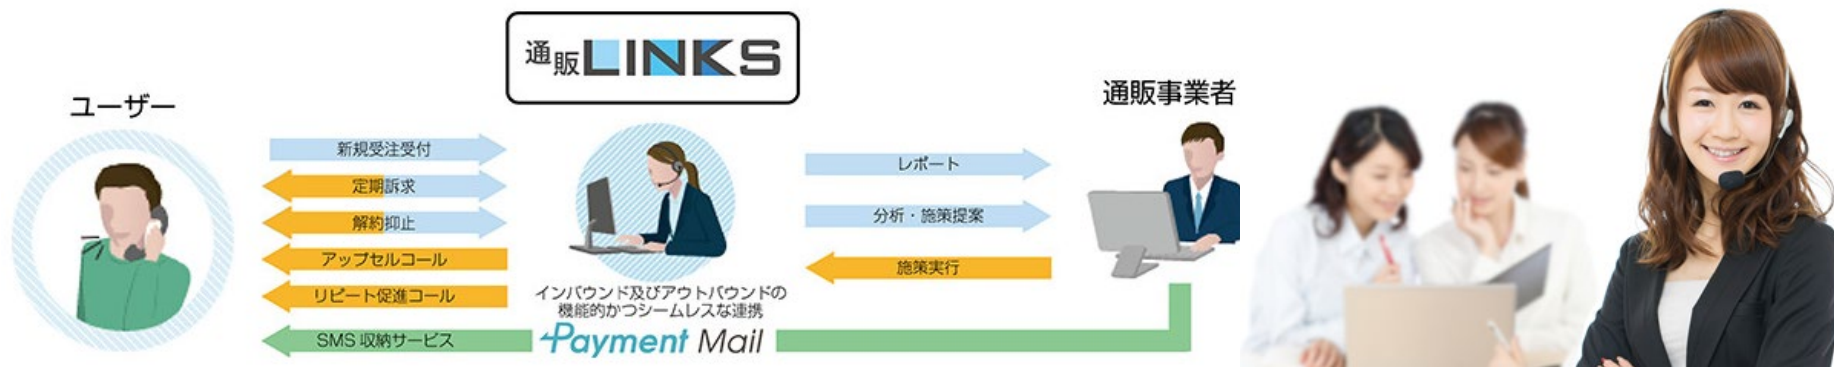 通販LINKS
ユーザー
通販事業者
新規受注受付
定期訴求
解約抑止
アップセルコール
リピート促進コール
SMS 収納サービス
インバウンド及びアウトバウンドの
機能的かつシームレスな連携
Payment Mail
レポート
分析・施策提案
施策実行